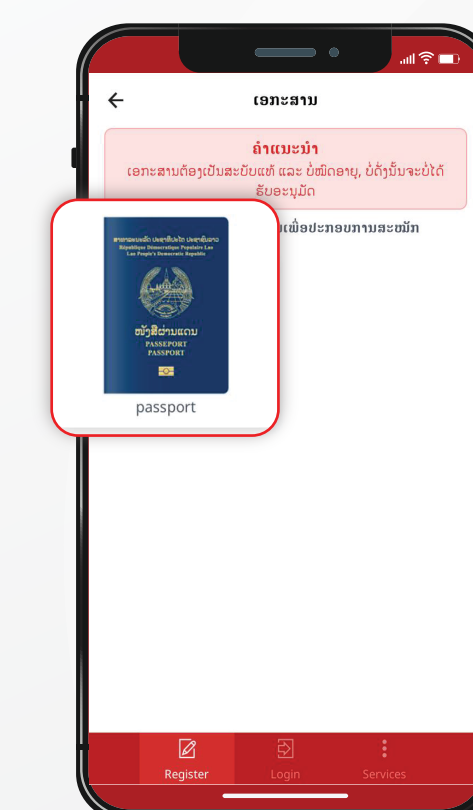 ເອກະສານ
ຄຳແນະນຳ
ເອກະສານຕ້ອງເປັນສະບັບແທ້ ແລະ ບໍ່ໝົດອາຍຸ, ບໍ່ດັ່ງນັ້ນຈະບໍ່ໄດ້
ຮັບອະນຸມັດ
ເພື່ອປະກອບການສະໝັກ
ສາທາລະນະລັດ ປະຊາທິປະໄຕ ປະຊາຊົນລາວ
République Démocratique Populaire Lao
Lao People's Democratic Republic
ໜັງສືຜ່ານແດນ
PASSEPORT
PASSPORT
passport
Register
Login
Services